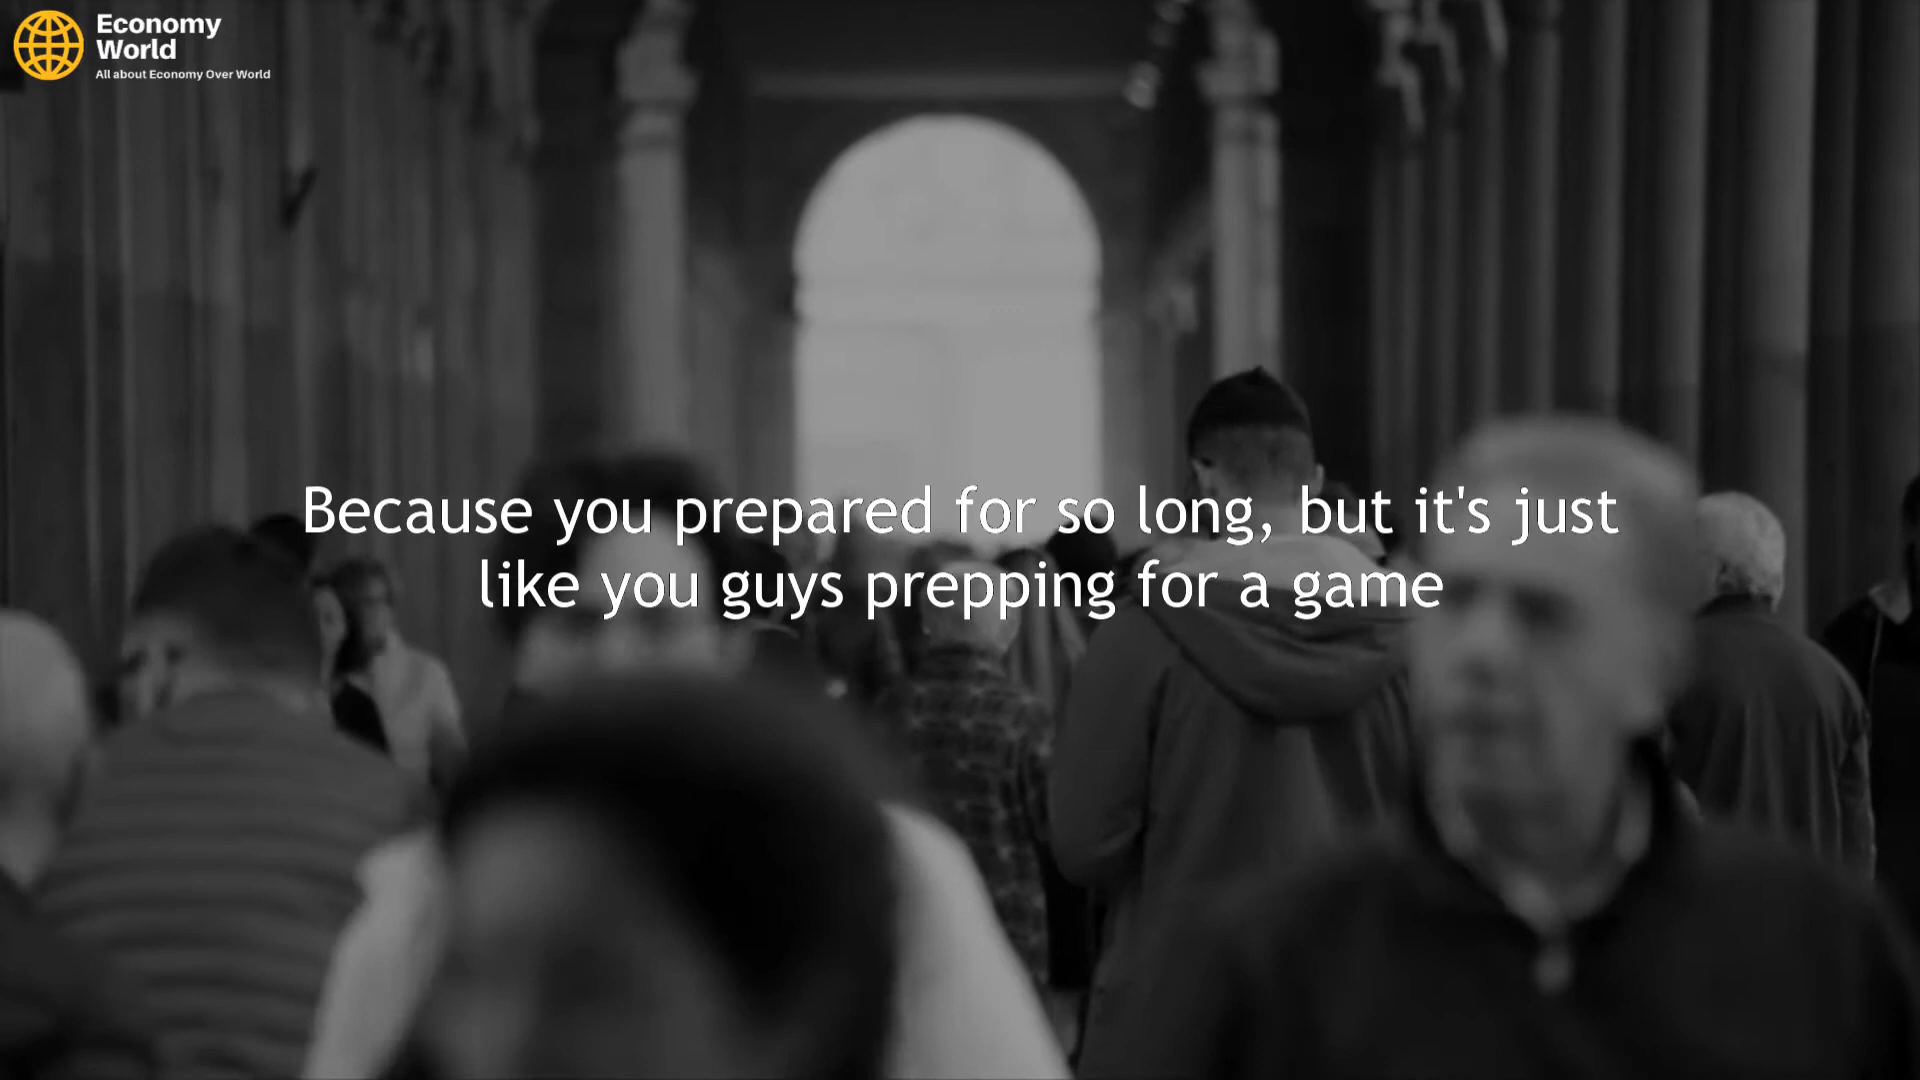 Economy
World
All about Economy Over World
Because you prepared for so long, but it's just
like you guys prepping for a game